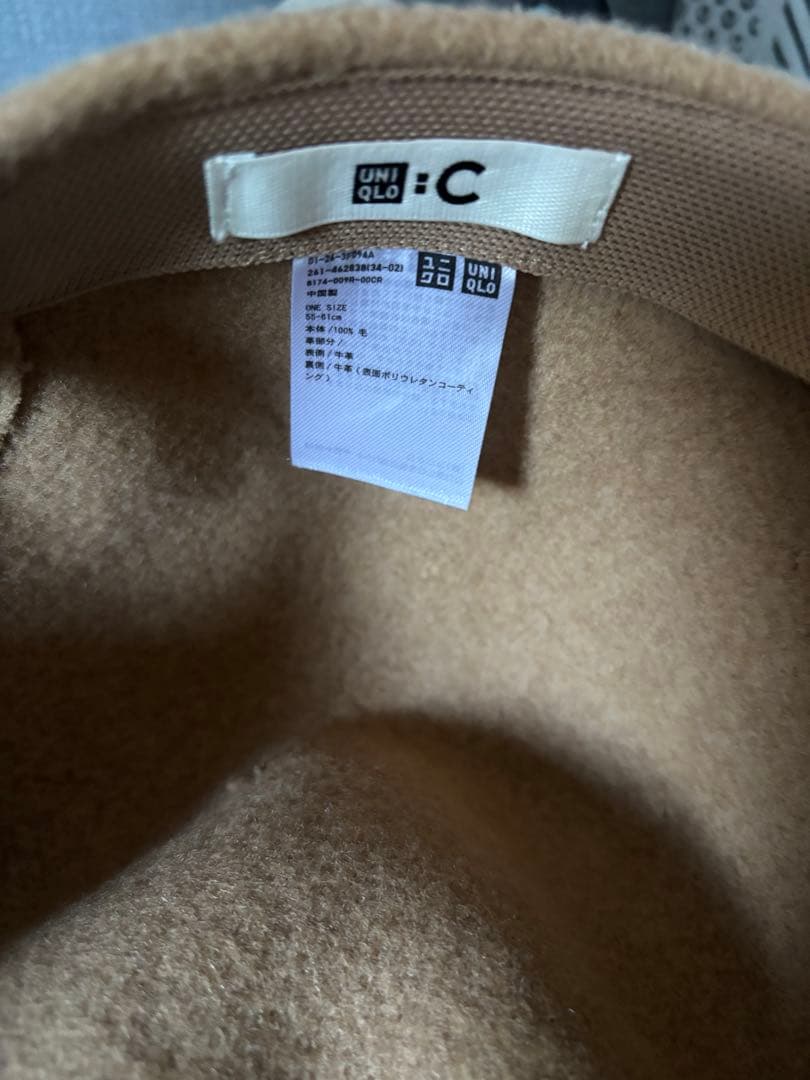 UNI
QLO
:C
261-462838(34-02)
ユニ
クロ
UNI
QLO
中国製
ONE SIZE
55-61cm
本体/100% 毛
革部分/
表側/牛革
裏側/牛革(表面ポリウレタンコーティ
ング)